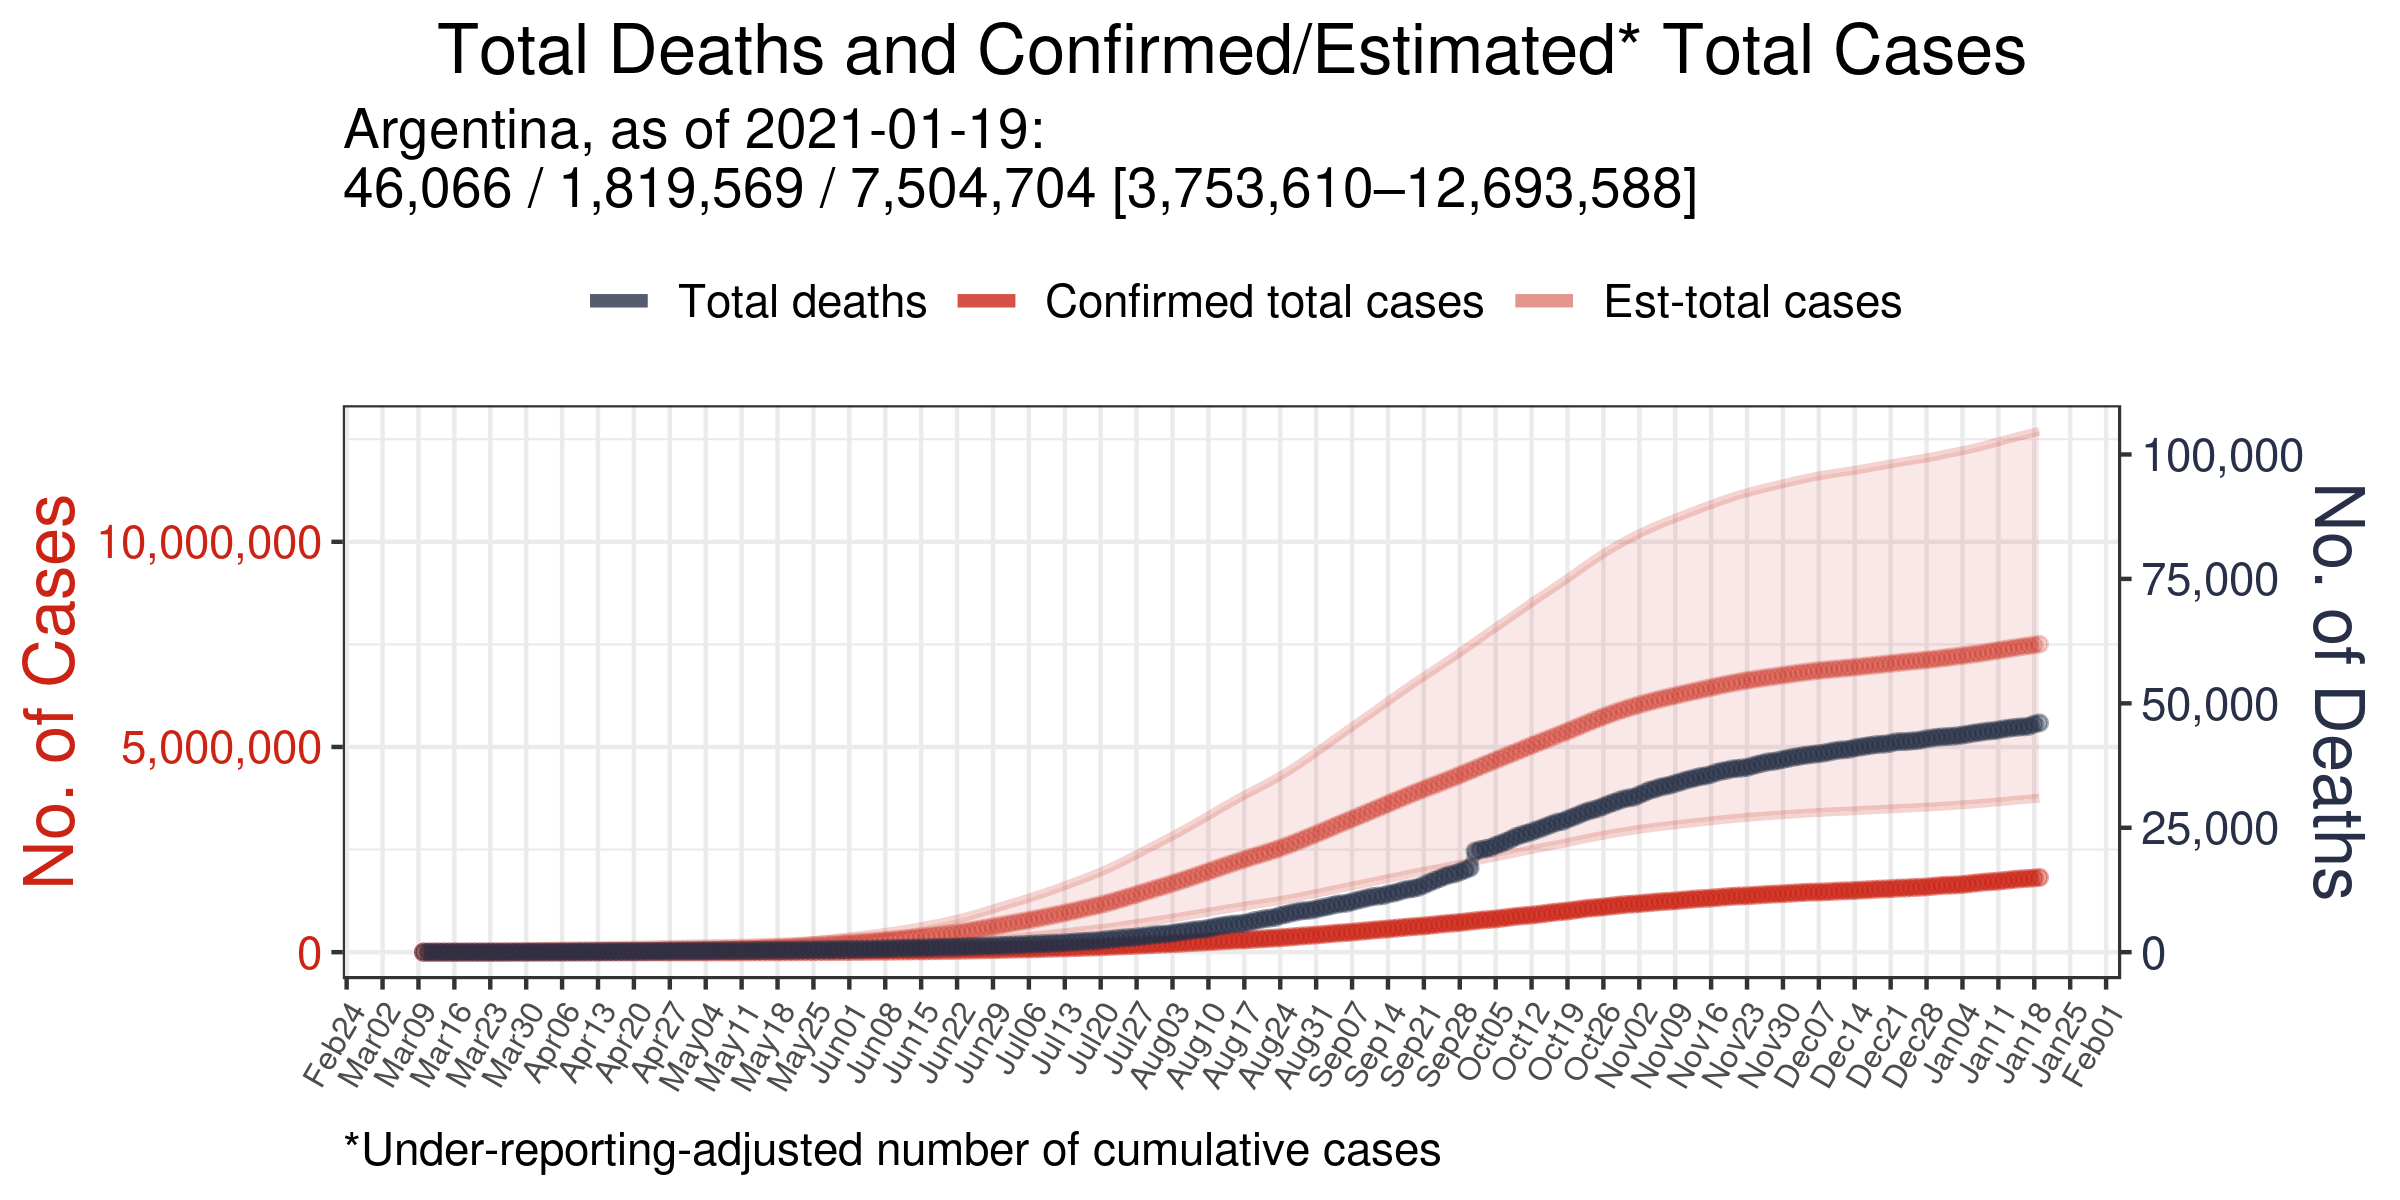 Total Deaths and Confirmed/Estimated* Total Cases
Argentina, as of 2021-01-19:
46,066 / 1,819,569 / 7,504,704 [3,753,610–12,693,588]
Total deaths
Confirmed total cases
Est-total cases
No. of Cases
10,000,000
5,000,000
0
100,000
75,000
50,000
25,000
0
No. of Deaths
Feb24
Mar02
Mar09
Mar16
Mar23
Mar30
Apr06
Apr13
Apr20
Apr27
May04
May11
May18
May25
Jun01
Jun08
Jun15
Jun22
Jun29
Jul06
Jul13
Jul20
Jul27
Aug03
Aug10
Aug17
Aug24
Aug31
Sep07
Sep14
Sep21
Sep28
Oct05
Oct12
Oct19
Oct26
Nov02
Nov09
Nov16
Nov23
Nov30
Dec07
Dec14
Dec21
Dec28
Jan04
Jan11
Jan18
Jan25
Feb01
*Under-reporting-adjusted number of cumulative cases